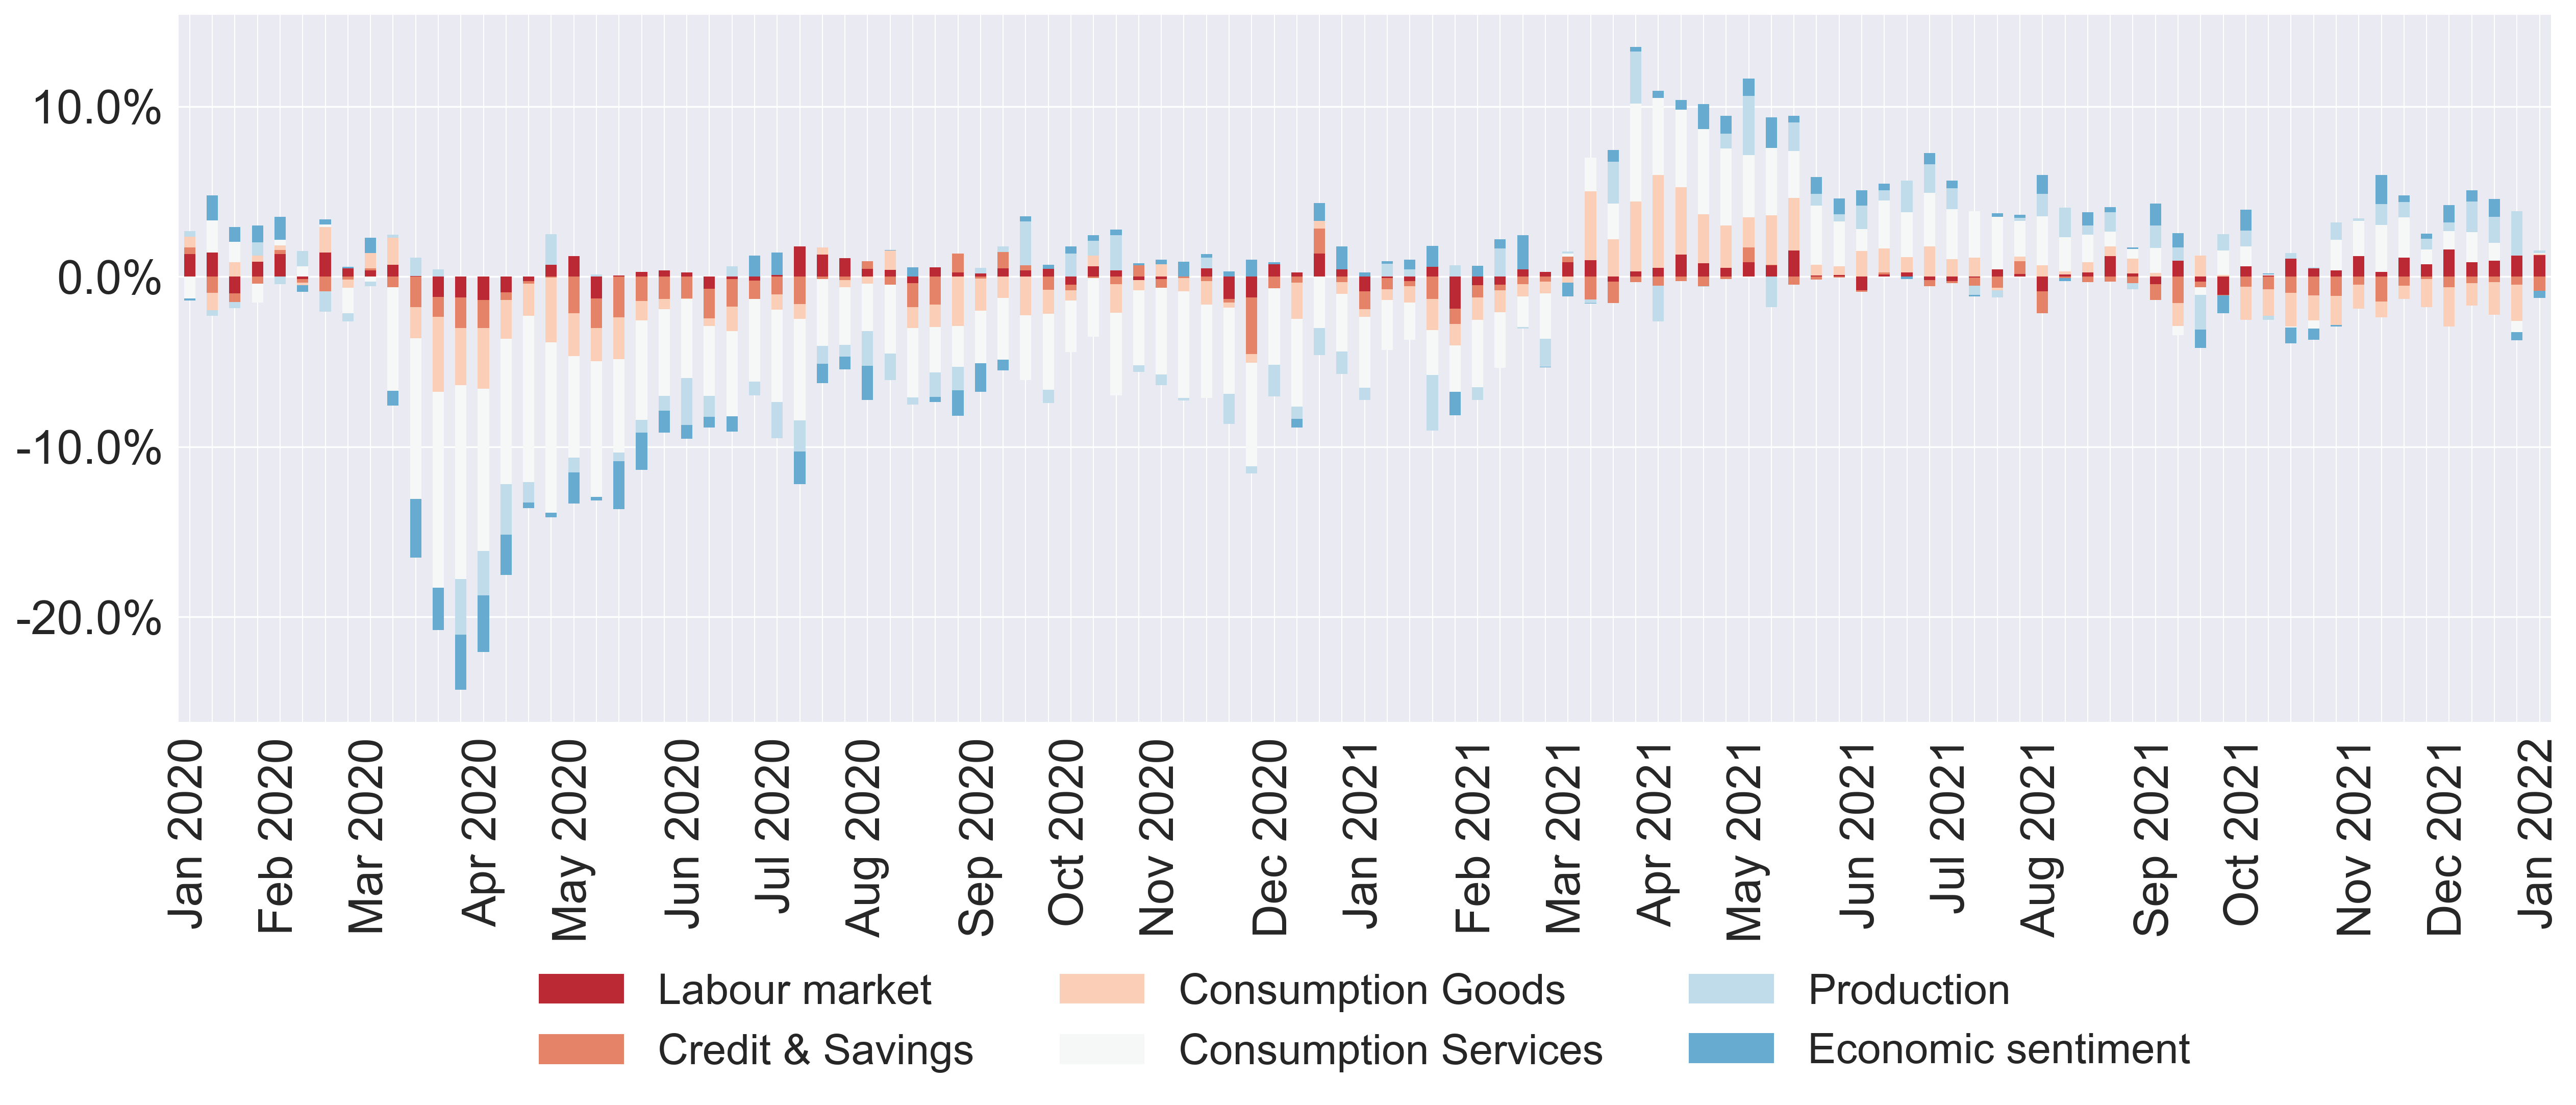 10.0%
0.0%
-10.0%
-20.0%
Jan 2020
Feb 2020
Mar 2020
Apr 2020
May 2020
Jun 2020
Jul 2020
Aug 2020
Sep 2020
Oct 2020
Nov 2020
Dec 2020
Jan 2021
Feb 2021
Mar 2021
Apr 2021
May 2021
Jun 2021
Jul 2021
Aug 2021
Sep 2021
Oct 2021
Nov 2021
Dec 2021
Jan 2022
Labour market
Credit & Savings
Consumption Goods
Consumption Services
Production
Economic sentiment